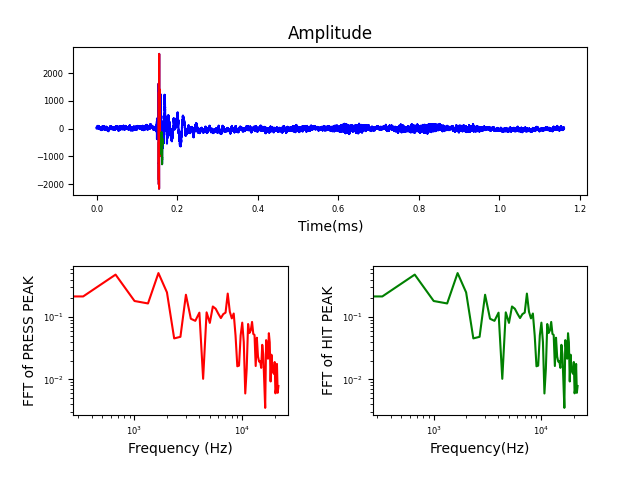 Amplitude
2000
1000
0
−1000
−2000
0.0 0.2 0.4 0.6 0.8 1.0 1.2
Time(ms)
FFT of PRESS PEAK
10⁻¹
10⁻²
10³ 10⁴
Frequency (Hz)
FFT of HIT PEAK
10⁻¹
10⁻²
10³ 10⁴
Frequency(Hz)